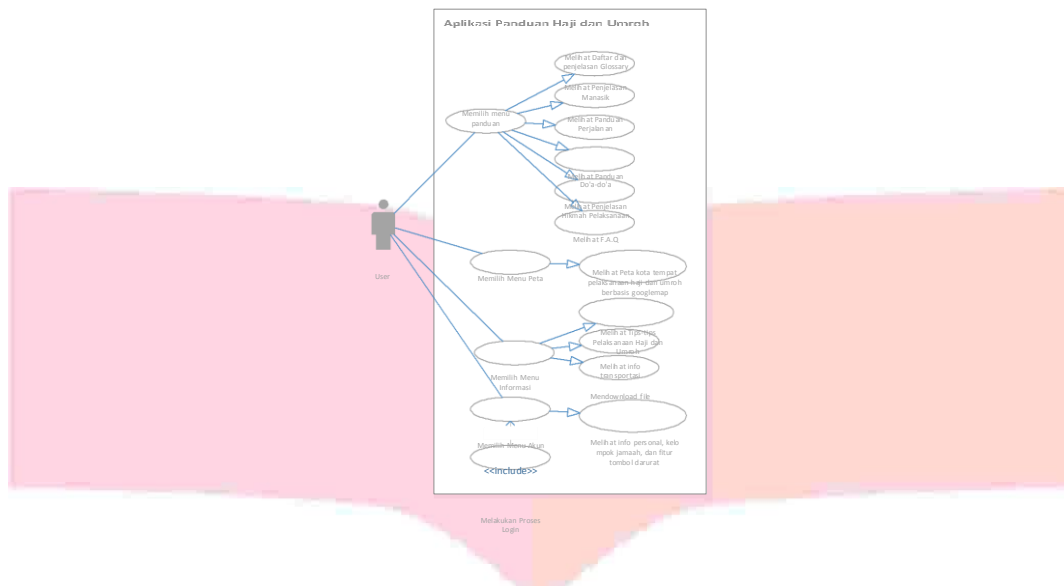 Aplikasi Panduan Haji dan Umroh
Melihat Daftar dan
penjelasan Glossary
Melihat Penjelasan
Manasik
Memilih menu
panduan
Melihat Panduan
Perjalanan
Melihat Panduan
Do'a-do'a
Melihat Penjelasan
Hikmah Pelaksanaan
Melihat F.A.Q
User
Memilih Menu Peta
Melihat Peta kota tempat
pelaksanaan haji dan umroh
berbasis googlemap
Melihat Tips-tips
Pelaksanaan Haji dan
Umroh
Melihat info
transportasi
Memilih Menu
Informasi
Mendownload file
Memilih Menu Akun
Melihat info personal, kelo
mpok jamaah, dan fitur
tombol darurat
<<include>>
Melakukan Proses
Login